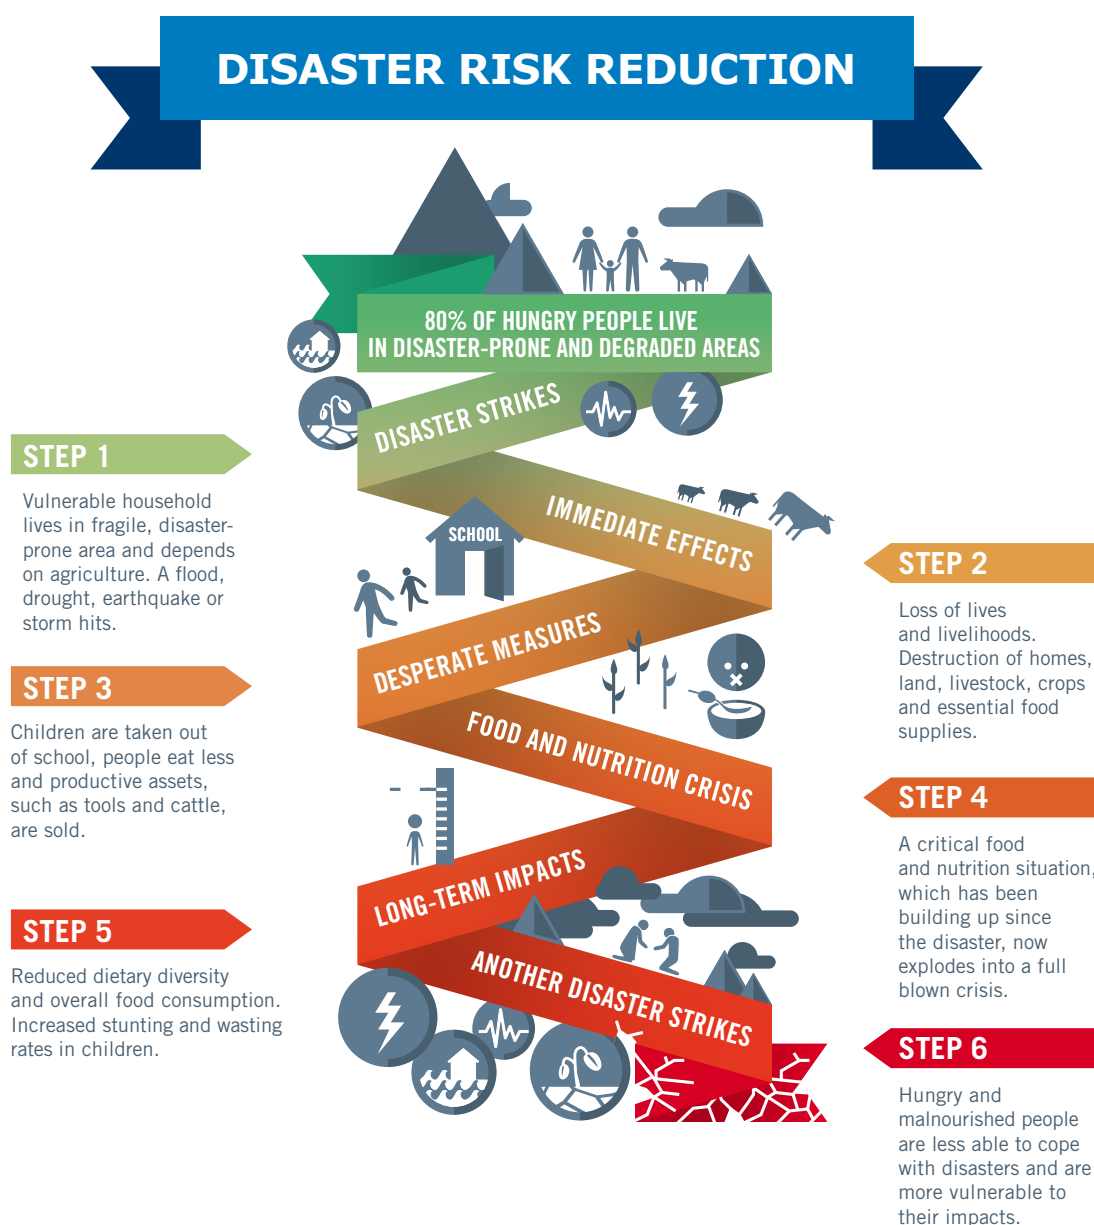 DISASTER RISK REDUCTION
80% OF HUNGRY PEOPLE LIVE
IN DISASTER-PRONE AND DEGRADED AREAS
DISASTER STRIKES
STEP 1
Vulnerable household
lives in fragile, disaster-
prone area and depends
on agriculture. A flood,
drought, earthquake or
storm hits.
IMMEDIATE EFFECTS
SCHOOL
STEP 2
Loss of lives
and livelihoods.
Destruction of homes,
land, livestock, crops
and essential food
supplies.
DESPERATE MEASURES
STEP 3
Children are taken out
of school, people eat less
and productive assets,
such as tools and cattle,
are sold.
FOOD AND NUTRITION CRISIS
STEP 4
A critical food
and nutrition situation,
which has been
building up since
the disaster, now
explodes into a full
blown crisis.
LONG-TERM IMPACTS
STEP 5
Reduced dietary diversity
and overall food consumption.
Increased stunting and wasting
rates in children.
ANOTHER DISASTER STRIKES
STEP 6
Hungry and
malnourished people
are less able to cope
with disasters and are
more vulnerable to
their impacts.